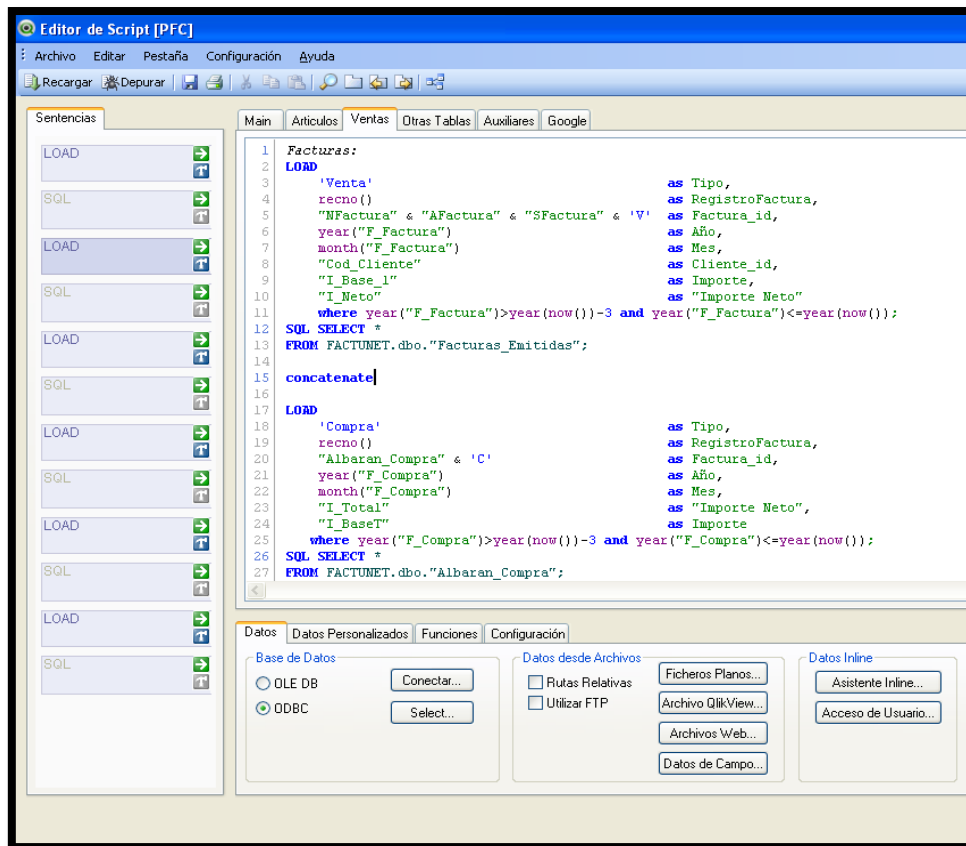 Editor de Script [PFC]
Archivo Editar Pestaña Configuración Ayuda
Recargar Depurar
Sentencias
LOAD
SQL
LOAD
SQL
LOAD
SQL
LOAD
SQL
LOAD
SQL
LOAD
SQL
Main Articulos Ventas Otras Tablas Auxiliares Google
1 Facturas:
2 LOAD
3 'Venta' as Tipo,
4 recno() as RegistroFactura,
5 "NFactura" & "AFactura" & "SFactura" & 'V' as Factura_id,
6 year("F_Factura") as Año,
7 month("F_Factura") as Mes,
8 "Cod_Cliente" as Cliente_id,
9 "I_Base_1" as Importe,
10 "I_Neto" as "Importe Neto"
11 where year("F_Factura")>year(now())-3 and year("F_Factura")<=year(now());
12 SQL SELECT *
13 FROM FACTUNET.dbo."Facturas_Emitidas";
14
15 concatenate
16
17 LOAD
18 'Compra' as Tipo,
19 recno() as RegistroFactura,
20 "Albaran_Compra" & 'C' as Factura_id,
21 year("F_Compra") as Año,
22 month("F_Compra") as Mes,
23 "I_Total" as "Importe Neto",
24 "I_BaseT" as Importe
25 where year("F_Compra")>year(now())-3 and year("F_Compra")<=year(now());
26 SQL SELECT *
27 FROM FACTUNET.dbo."Albaran_Compra";
Datos Datos Personalizados Funciones Configuración
Base de Datos
OLE DB
ODBC
Conectar...
Select...
Datos desde Archivos
Rutas Relativas
Utilizar FTP
Ficheros Planos...
Archivo QlikView...
Archivos Web...
Datos de Campo...
Datos Inline
Asistente Inline...
Acceso de Usuario...